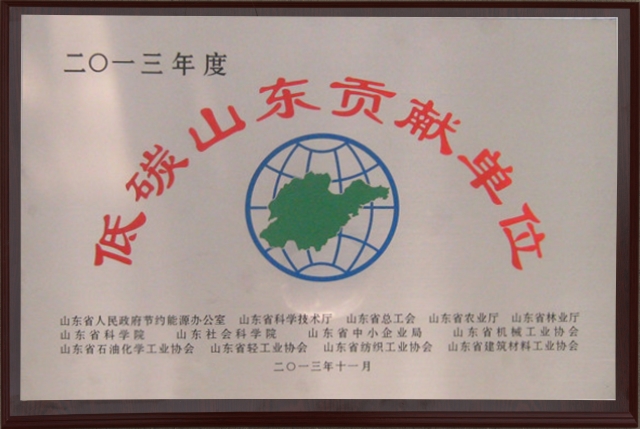 二〇一三年度
低碳山东贡献单位
山东省人民政府节约能源办公室 山东省科学技术厅 山东省总工会 山东省农业厅 山东省林业厅
山东省科学院 山东社会科学院 山东省中小企业局 山东省机械工业协会
山东省石油化学工业协会 山东省轻工业协会 山东省纺织工业协会 山东省建筑材料工业协会
二〇一三年十一月